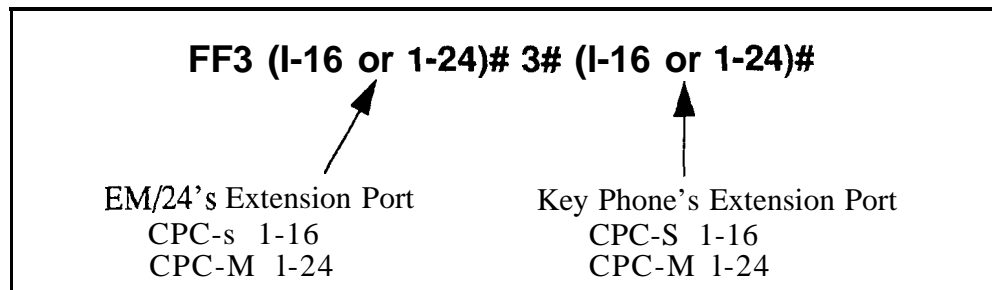 FF3 (I-16 or 1-24)# 3# (I-16 or 1-24)#
EM/24's Extension Port
CPC-s 1-16
CPC-M l-24
Key Phone's Extension Port
CPC-S 1-16
CPC-M l-24